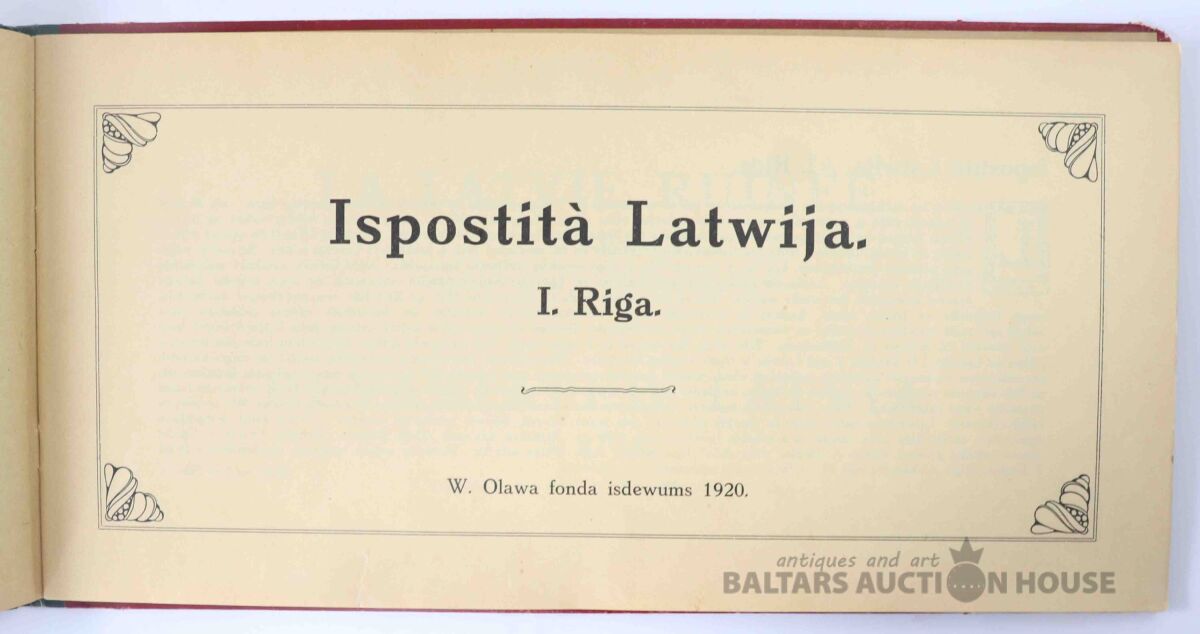 Ispostità Latwija.
I. Riga.
W. Olawa fonda isdewums 1920.
antiques and art
BALTARS AUCTION HOUSE